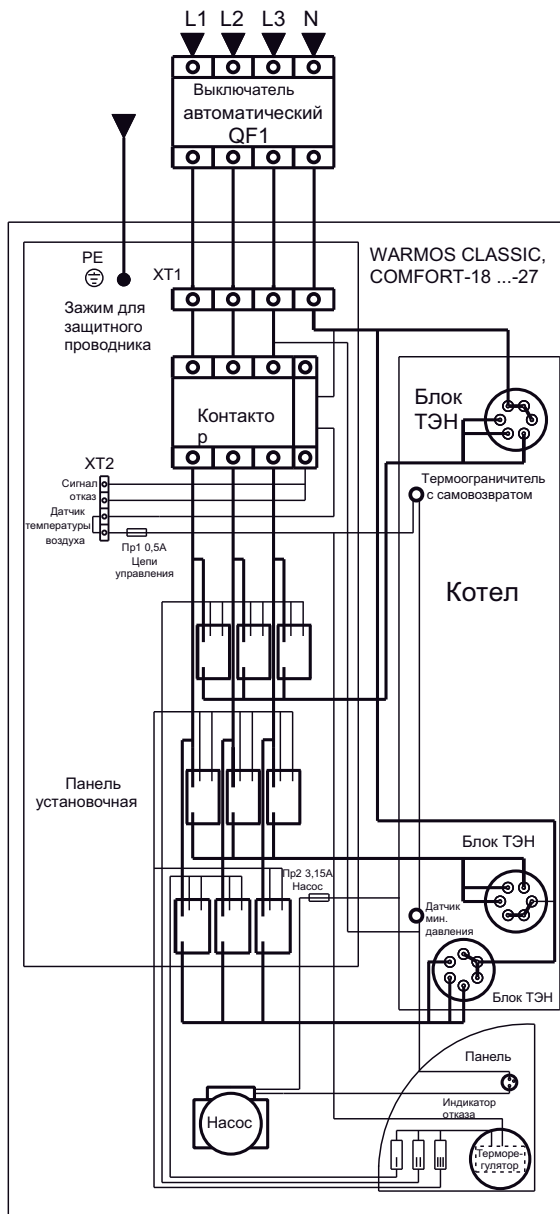 L1 L2 L3 N
Выключатель
автоматический
QF1
PE
XT1
WARMOS CLASSIC,
COMFORT-18 ...-27
Зажим для
защитного
проводника
Контакто
р
Блок
ТЭН
XT2
Сигнал
отказ
Датчик
температуры
воздуха
Пр1 0,5А
Цепи
управления
Термоограничитель
с самовозвратом
Котел
Панель
установочная
Пр2 3,15А
Насос
Блок ТЭН
Датчик
мин.
давления
Блок ТЭН
Панель
Индикатор
отказа
Насос
I II III
Терморе-
гулятор